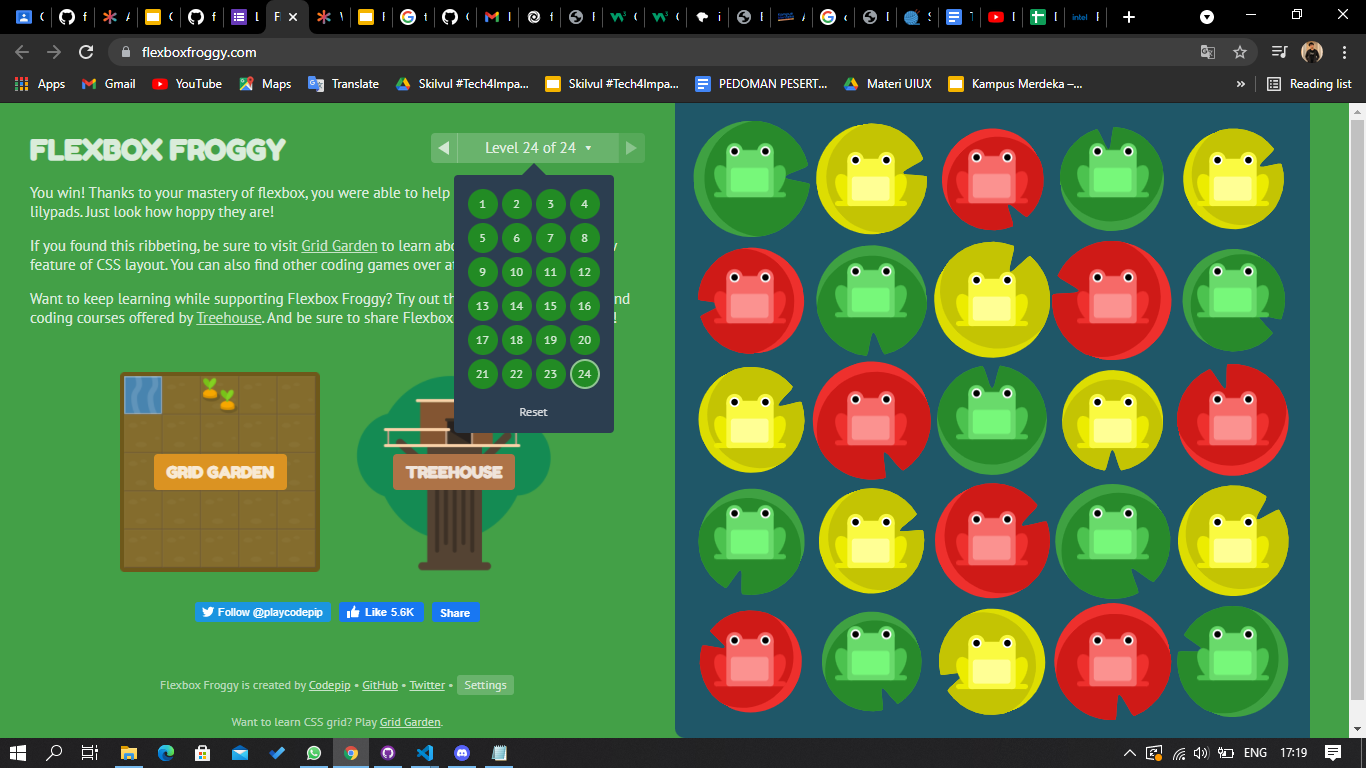 flexboxfroggy.com
Apps
Gmail
YouTube
Maps
Translate
Skilvul #Tech4Impa...
Skilvul #Tech4Impa...
PEDOMAN PESERT...
Materi UIUX
Kampus Merdeka –...
»
Reading list
FLEXBOX FROGGY
Level 24 of 24
You win! Thanks to your mastery of flexbox, you were able to help
lilypads. Just look how hoppy they are!
If you found this ribbeting, be sure to visit Grid Garden to learn abo
feature of CSS layout. You can also find other coding games over at
Want to keep learning while supporting Flexbox Froggy? Try out th nd
coding courses offered by Treehouse. And be sure to share Flexbox !
1 2 3 4
5 6 7 8
9 10 11 12
13 14 15 16
17 18 19 20
21 22 23 24
Reset
GRID GARDEN
TREEHOUSE
Follow @playcodepip
Like 5.6K
Share
Flexbox Froggy is created by Codepip • GitHub • Twitter • Settings
Want to learn CSS grid? Play Grid Garden.
ENG
17:19